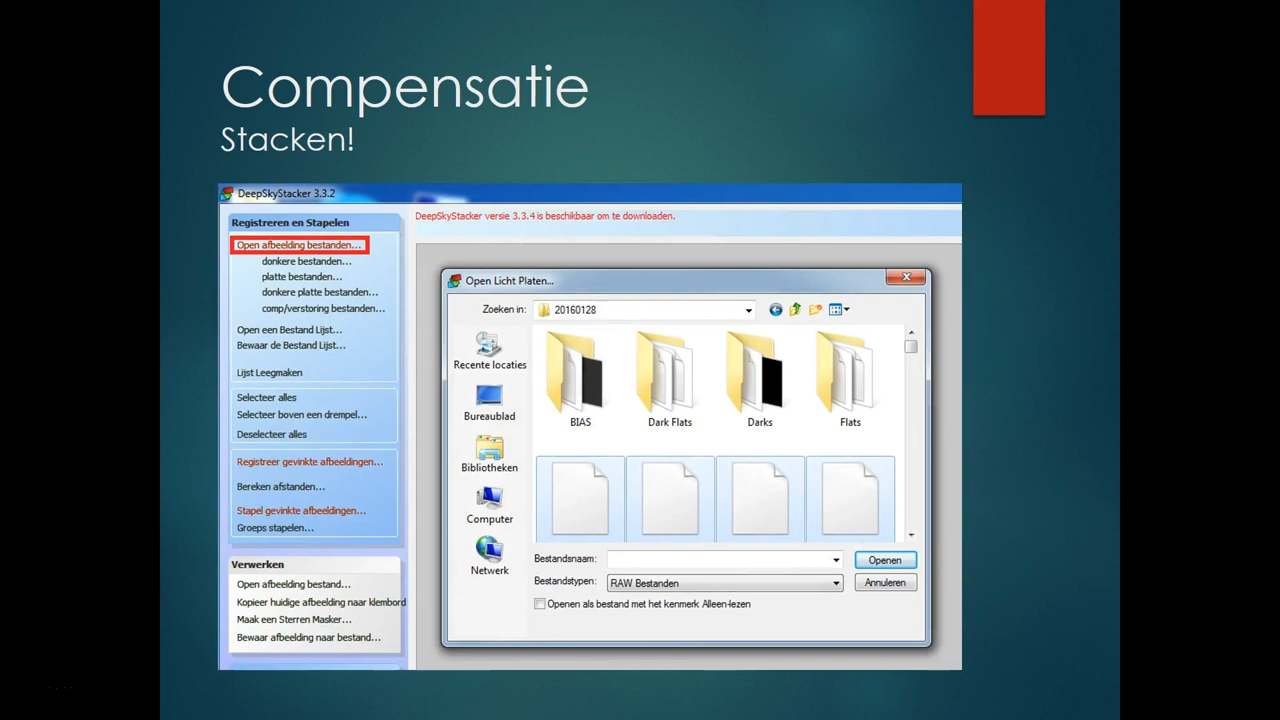 Compensatie
Stacken!
DeepSkyStacker 3.3.2
Registreren en Stapelen
Open afbeelding bestanden...
donkere bestanden...
platte bestanden...
donkere platte bestanden...
comp/verstoring bestanden...
Open een Bestand Lijst...
Bewaar de Bestand Lijst...
Lijst Leegmaken
Selecteer alles
Selecteer boven een drempel...
Deselecteer alles
Registreer gevinkte afbeeldingen...
Bereken afstanden...
Stapel gevinkte afbeeldingen...
Groeps stapelen...
Verwerken
Open afbeelding bestand...
Kopieer huidige afbeelding naar klembord
Maak een Sterren Masker...
Bewaar afbeelding naar bestand...
DeepSkyStacker versie 3.3.4 is beschikbaar om te downloaden.
Open Licht Platen...
Zoeken in: 20160128
Recente locaties
Bureaublad
Bibliotheken
Computer
Netwerk
BIAS Dark Flats Darks Flats
Bestandsnaam: Openen
Bestandstypen: RAW Bestanden Annuleren
Openen als bestand met het kenmerk Alleen-lezen